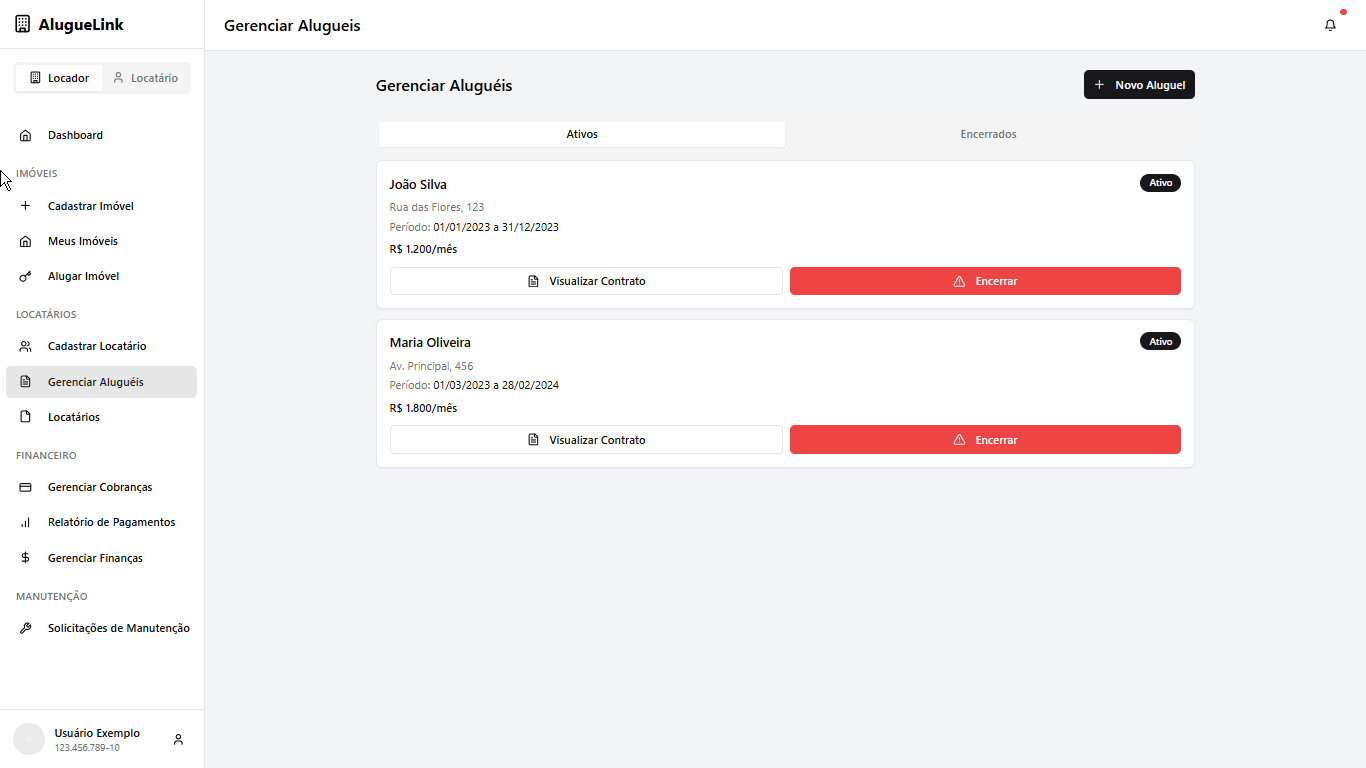 AlugueLink
Locador
Locatário
Dashboard
IMÓVEIS
Cadastrar Imóvel
Meus Imóveis
Alugar Imóvel
LOCATÁRIOS
Cadastrar Locatário
Gerenciar Aluguéis
Locatários
FINANCEIRO
Gerenciar Cobranças
Relatório de Pagamentos
Gerenciar Finanças
MANUTENÇÃO
Solicitações de Manutenção
Usuário Exemplo
123.456.789-10
Gerenciar Alugueis
Gerenciar Aluguéis
Novo Aluguel
Ativos
Encerrados
João Silva
Ativo
Rua das Flores, 123
Período: 01/01/2023 a 31/12/2023
R$ 1.200/mês
Visualizar Contrato
Encerrar
Maria Oliveira
Ativo
Av. Principal, 456
Período: 01/03/2023 a 28/02/2024
R$ 1.800/mês
Visualizar Contrato
Encerrar